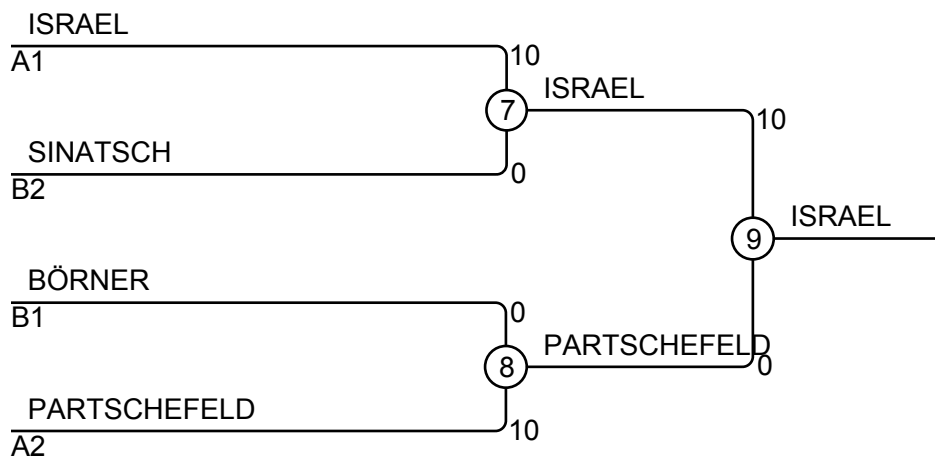 ISRAEL
A1
10
7
ISRAEL
10
SINATSCH
B2
0
9
ISRAEL
BÖRNER
B1
0
8
PARTSCHEFELD
0
PARTSCHEFELD
A2
10